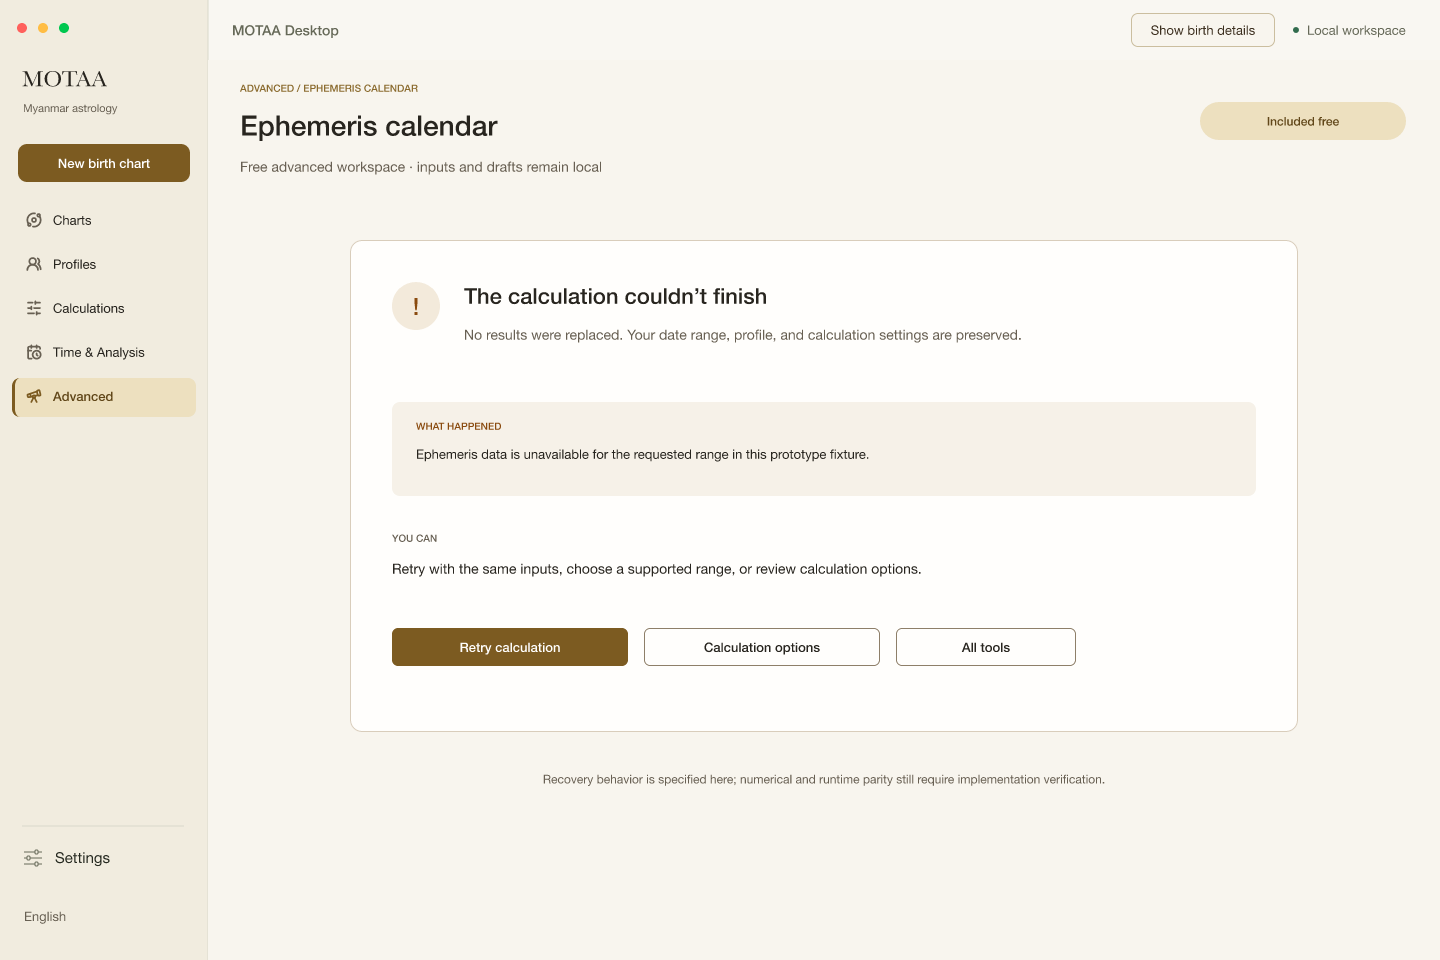 MOTAA Desktop
Show birth details
Local workspace
MOTAA
Myanmar astrology
New birth chart
Charts
Profiles
Calculations
Time & Analysis
Advanced
Settings
English
ADVANCED / EPHEMERIS CALENDAR
Ephemeris calendar
Included free
Free advanced workspace · inputs and drafts remain local
!
The calculation couldn’t finish
No results were replaced. Your date range, profile, and calculation settings are preserved.
WHAT HAPPENED
Ephemeris data is unavailable for the requested range in this prototype fixture.
YOU CAN
Retry with the same inputs, choose a supported range, or review calculation options.
Retry calculation
Calculation options
All tools
Recovery behavior is specified here; numerical and runtime parity still require implementation verification.